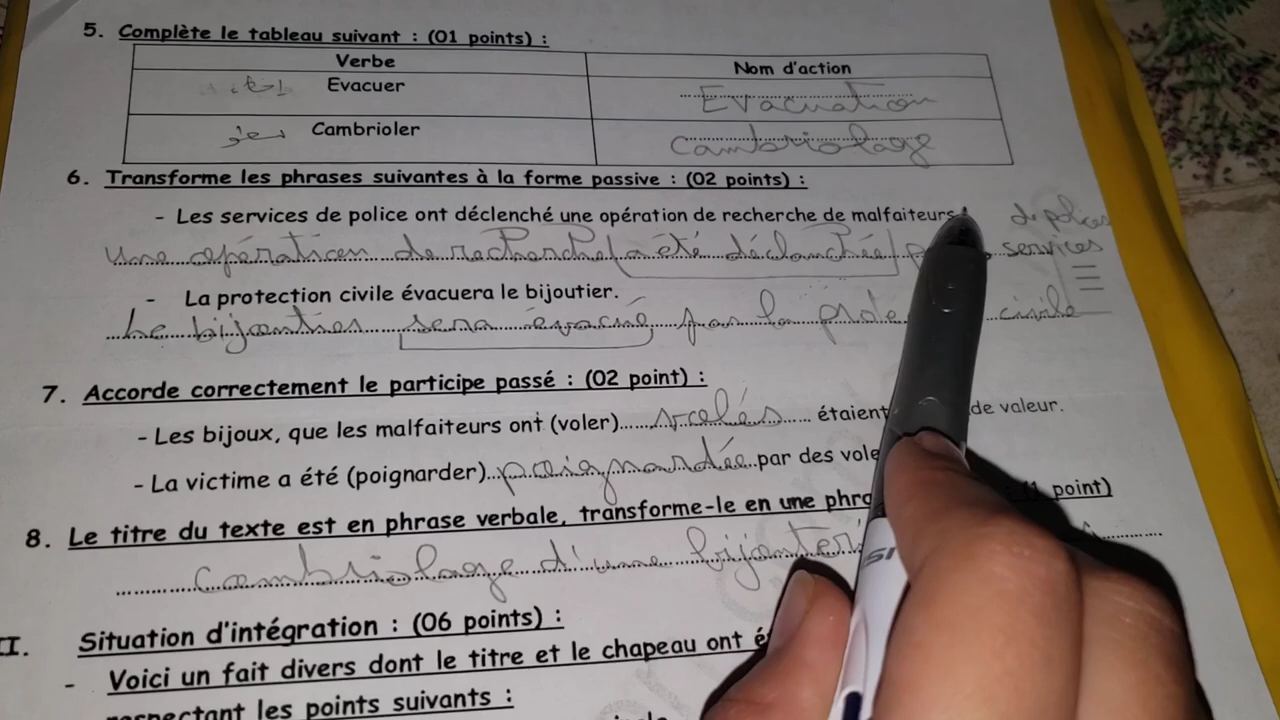 5. Complète le tableau suivant : (01 points) :
Verbe Nom d'action
Evacuer Evacuation
Cambrioler cambriolage
6. Transforme les phrases suivantes à la forme passive : (02 points) :
- Les services de police ont déclenché une opération de recherche de malfaiteurs. de polices
une opération de recherche a été déclanchée services
- La protection civile évacuera le bijoutier.
Le bijoutier sera évacué par la civile
7. Accorde correctement le participe passé : (02 point) :
- Les bijoux, que les malfaiteurs ont (voler)...... volés ..... étaient de valeur.
- La victime a été (poignarder)..poignardée..par des
8. Le titre du texte est en phrase verbale, transforme-le en une point)
cambriolage d'une
II. Situation d'intégration : (06 points) :
- Voici un fait divers dont le titre et le chapeau ont
respectant les points suivants :